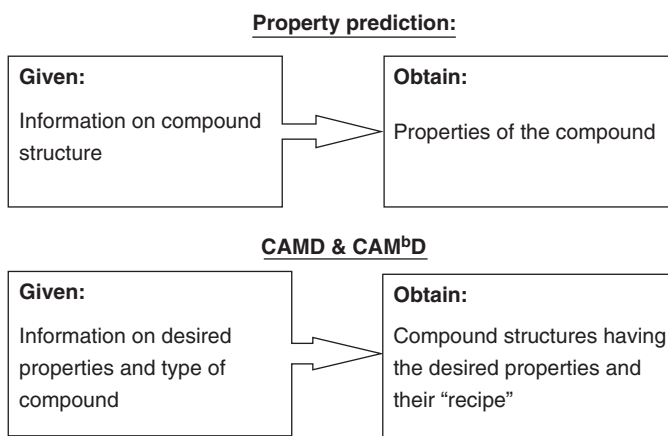 Property prediction:
Given:
Information on compound
structure
Obtain:
Properties of the compound
CAMD & CAMᵇD
Given:
Information on desired
properties and type of
compound
Obtain:
Compound structures having
the desired properties and
their “recipe”